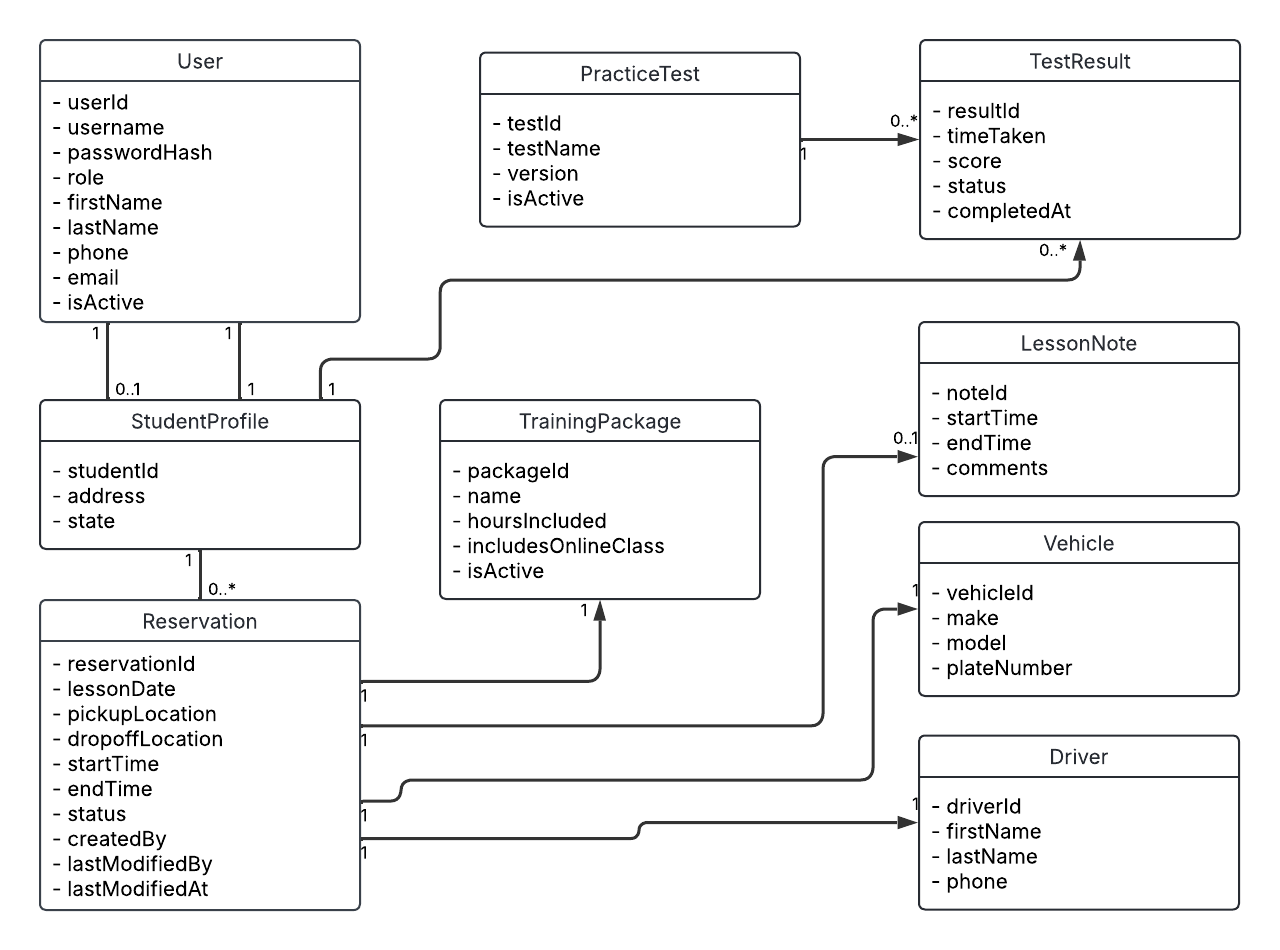 User
- userId
- username
- passwordHash
- role
- firstName
- lastName
- phone
- email
- isActive
1
1
PracticeTest
- testId
- testName
- version
- isActive
1
0..*
TestResult
- resultId
- timeTaken
- score
- status
- completedAt
0..*
0..1
1
1
StudentProfile
- studentId
- address
- state
1
0..*
TrainingPackage
- packageId
- name
- hoursIncluded
- includesOnlineClass
- isActive
1
LessonNote
- noteId
- startTime
- endTime
- comments
0..1
Vehicle
- vehicleId
- make
- model
- plateNumber
1
Reservation
- reservationId
- lessonDate
- pickupLocation
- dropoffLocation
- startTime
- endTime
- status
- createdBy
- lastModifiedBy
- lastModifiedAt
1
1
1
1
Driver
- driverId
- firstName
- lastName
- phone
1